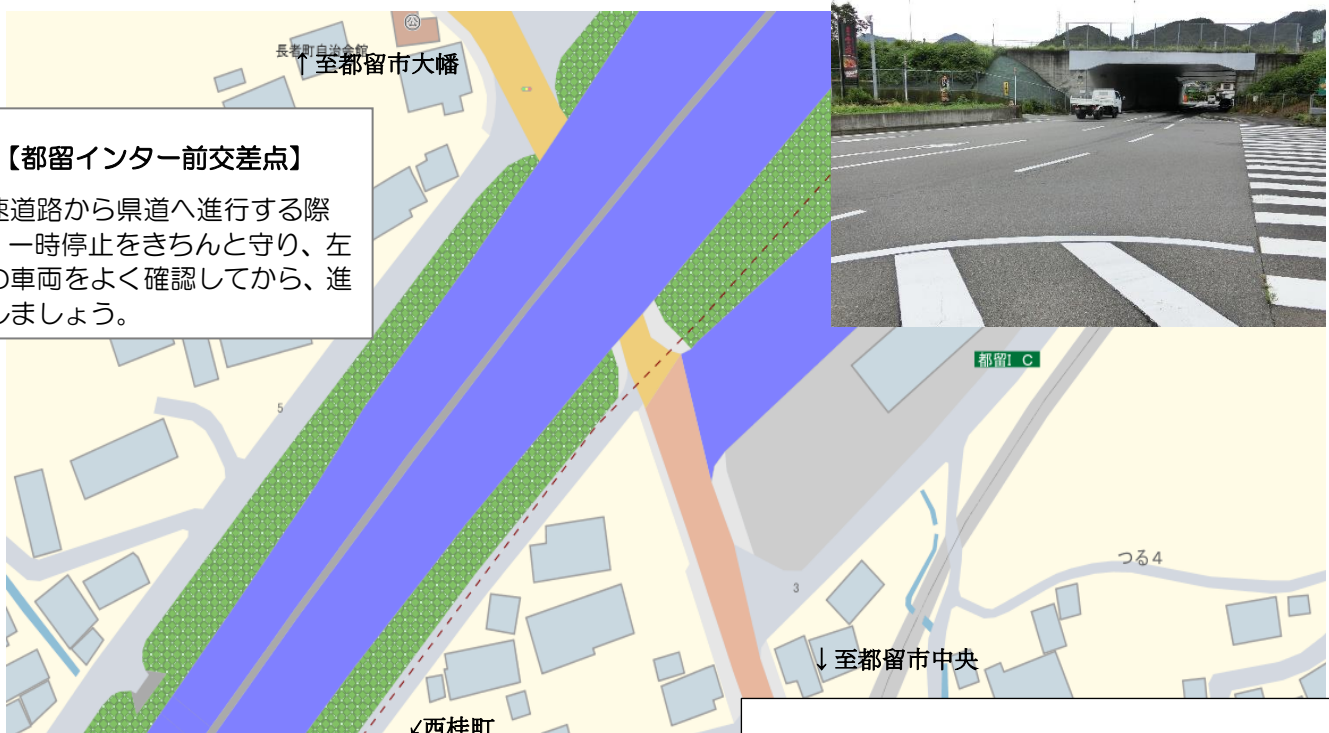 公
長老町自治会館
↑至都留市大幡
【都留インター前交差点】
速道路から県道へ進行する際
一時停止をきちんと守り、左
の車両をよく確認してから、進
しましょう。
5
都留I C
つる4
3
↓至都留市中央
↙西桂町